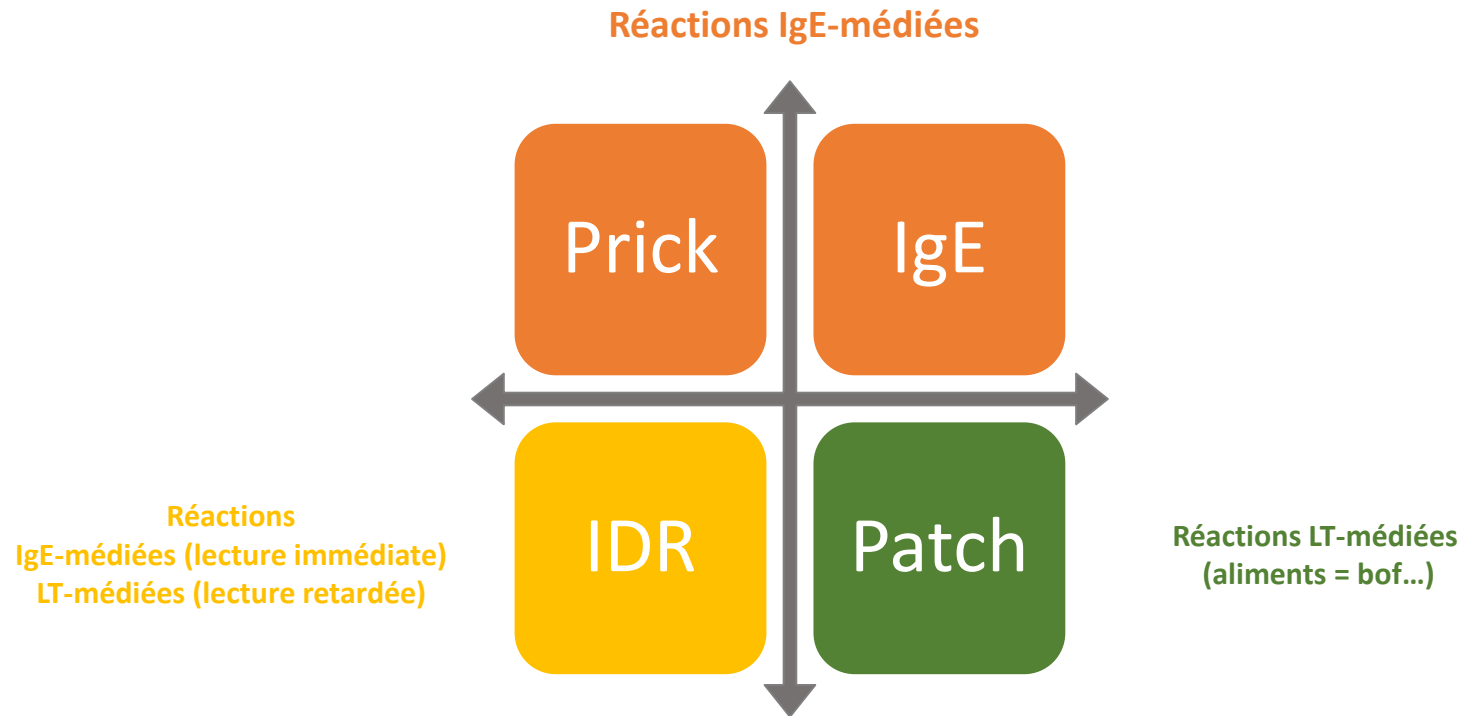 Réactions IgE-médiées
Prick
IgE
IDR
Patch
Réactions
IgE-médiées (lecture immédiate)
LT-médiées (lecture retardée)
Réactions LT-médiées
(aliments = bof…)